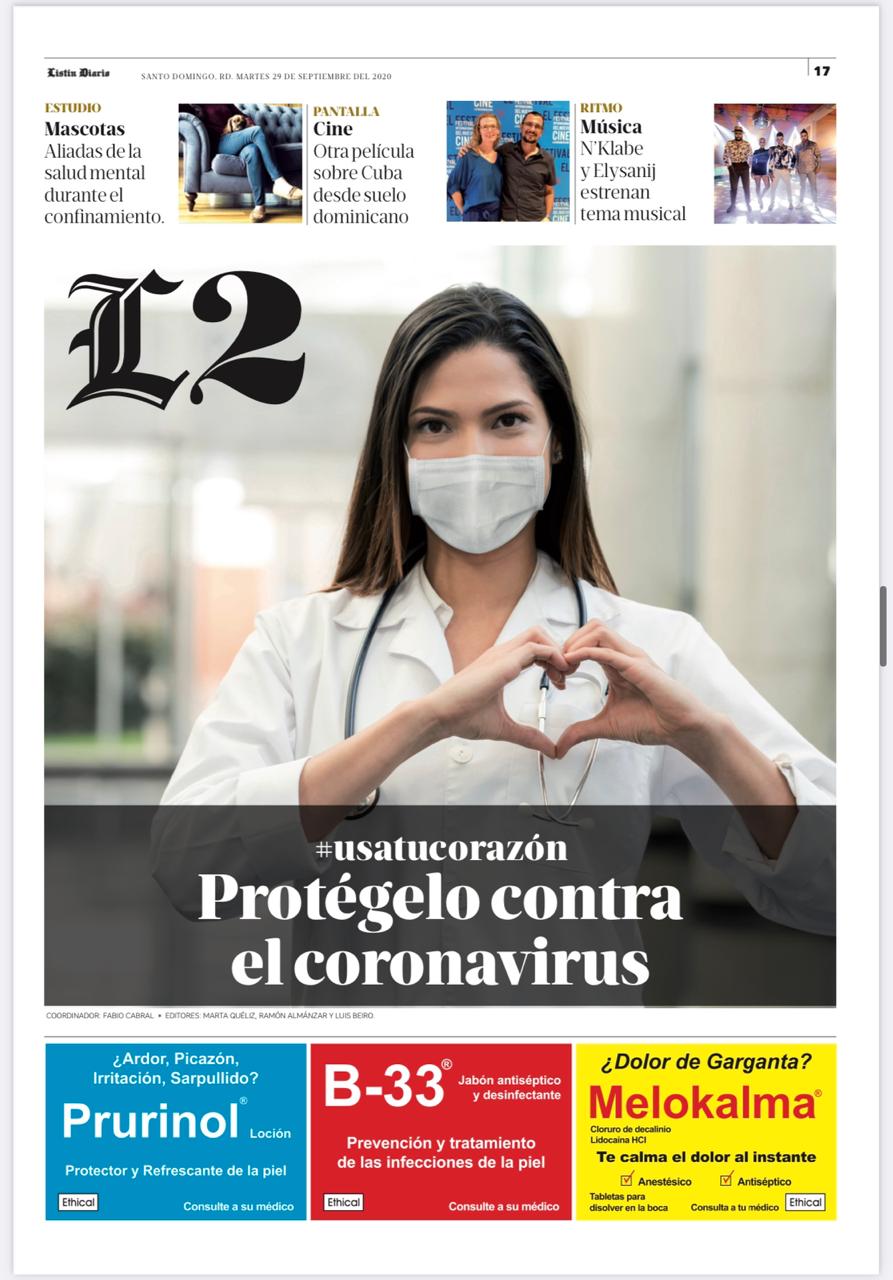 Listín Diario
SANTO DOMINGO, RD. MARTES 29 DE SEPTIEMBRE DEL 2020
17
ESTUDIO
Mascotas
Aliadas de la
salud mental
durante el
confinamiento.
PANTALLA
Cine
Otra película
sobre Cuba
desde suelo
dominicano
RITMO
Música
N'Klabe
y Elysanij
estrenan
tema musical
L2
#usatucorazón
Protégelo contra
el coronavirus
COORDINADOR: FABIO CABRAL • EDITORES: MARTA QUÉLIZ, RAMÓN ALMÁNZAR Y LUIS BEIRO.
¿Ardor, Picazón,
Irritación, Sarpullido?
Prurinol® Loción
Protector y Refrescante de la piel
Ethical
Consulte a su médico
B-33®
Jabón antiséptico
y desinfectante
Prevención y tratamiento
de las infecciones de la piel
Ethical
Consulte a su médico
¿Dolor de Garganta?
Melokalma®
Cloruro de decalinio
Lidocaina HCI
Te calma el dolor al instante
Anestésico
Antiséptico
Tabletas para
disolver en la boca
Consulta a tu médico
Ethical